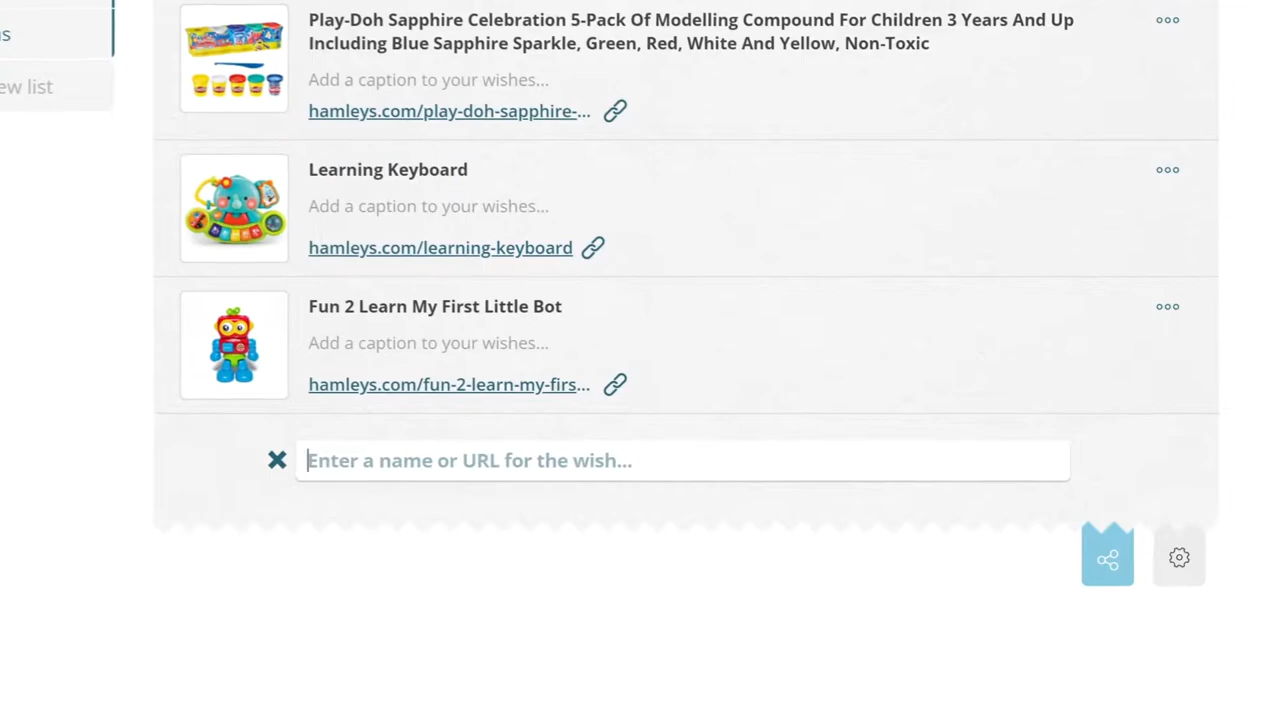 Play-Doh Sapphire Celebration 5-Pack Of Modelling Compound For Children 3 Years And Up
Including Blue Sapphire Sparkle, Green, Red, White And Yellow, Non-Toxic
Add a caption to your wishes...
hamleys.com/play-doh-sapphire-...
s
ew list
Learning Keyboard
Add a caption to your wishes...
hamleys.com/learning-keyboard
Fun 2 Learn My First Little Bot
Add a caption to your wishes...
hamleys.com/fun-2-learn-my-firs...
Enter a name or URL for the wish...